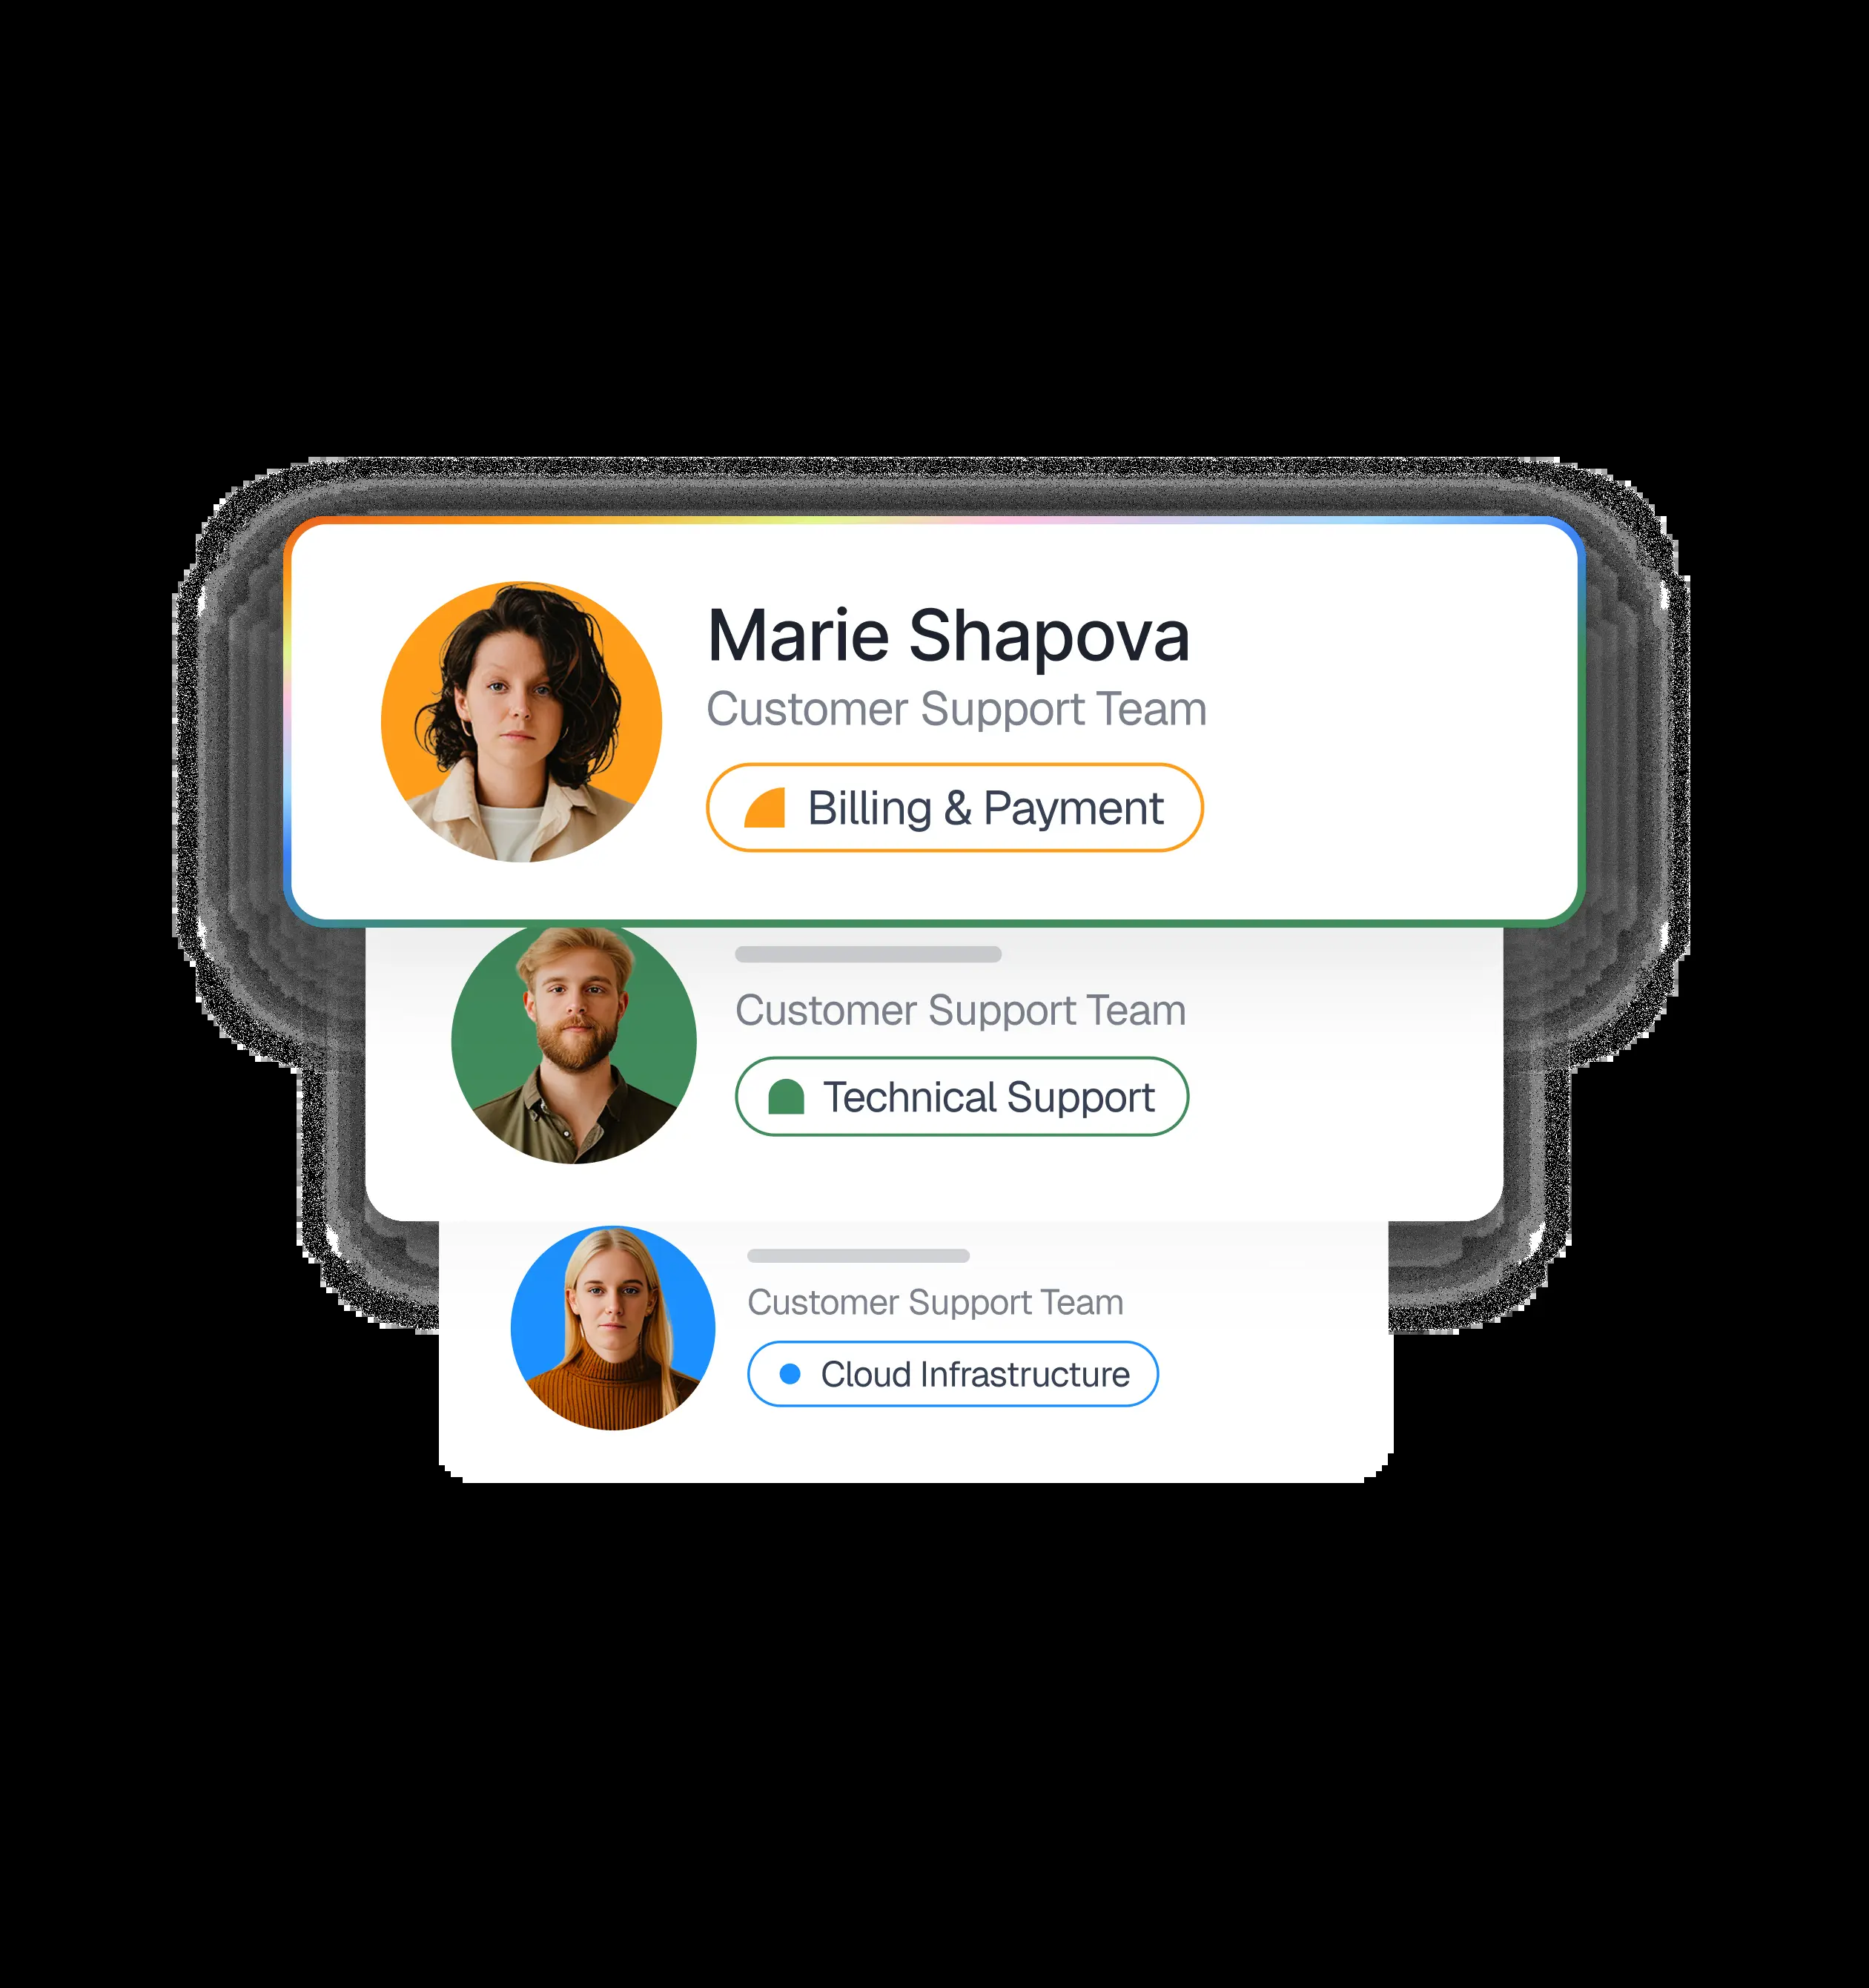 Marie Shapova
Customer Support Team
Billing & Payment
Customer Support Team
Technical Support
Customer Support Team
Cloud Infrastructure